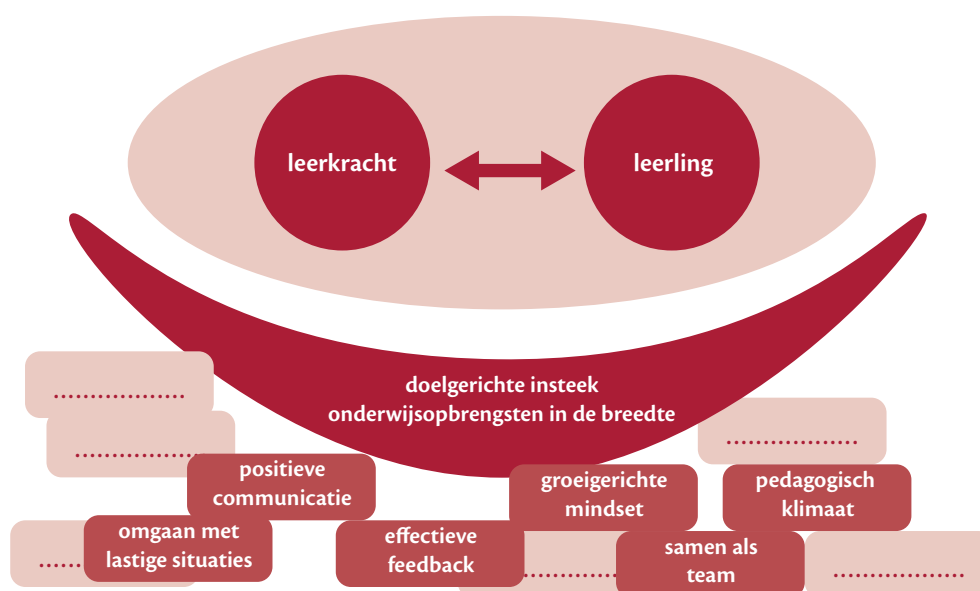 leerkracht
leerling
doelgerichte insteek
onderwijsopbrengsten in de breedte
..................
..................
..................
positieve
communicatie
groeigerichte
mindset
pedagogisch
klimaat
omgaan met
lastige situaties
effectieve
feedback
samen als
team
......
.............
..................